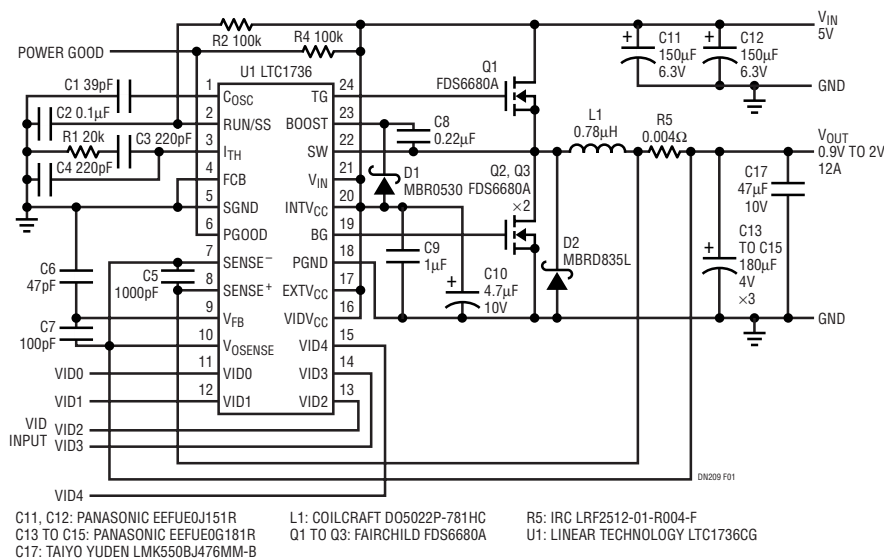 V_IN
5V
R2 100k
R4 100k
POWER GOOD
U1 LTC1736
C11
150µF
6.3V
C12
150µF
6.3V
GND
Q1
FDS6680A
C1 39pF
C2 0.1µF
R1 20k
C3 220pF
C4 220pF
1
C_OSC
2
RUN/SS
3
I_TH
4
FCB
5
SGND
6
PGOOD
7
SENSE⁻
8
SENSE⁺
9
V_FB
10
V_OSENSE
11
VID0
12
VID1
24
TG
23
BOOST
22
SW
21
V_IN
20
INTV_CC
19
BG
18
PGND
17
EXTV_CC
16
VIDV_CC
15
VID4
14
VID3
13
VID2
C8
0.22µF
D1
MBR0530
L1
0.78µH
R5
0.004Ω
V_OUT
0.9V TO 2V
12A
Q2, Q3
FDS6680A
×2
D2
MBRD835L
C17
47µF
10V
C13
TO C15
180µF
4V
×3
C9
1µF
C10
4.7µF
10V
GND
C6
47pF
C5
1000pF
C7
100pF
VID0
VID1
VID
INPUT
VID2
VID3
VID4
DN209 F01
C11, C12: PANASONIC EEFUE0J151R
C13 TO C15: PANASONIC EEFUE0G181R
C17: TAIYO YUDEN LMK550BJ476MM-B
L1: COILCRAFT DO5022P-781HC
Q1 TO Q3: FAIRCHILD FDS6680A
R5: IRC LRF2512-01-R004-F
U1: LINEAR TECHNOLOGY LTC1736CG